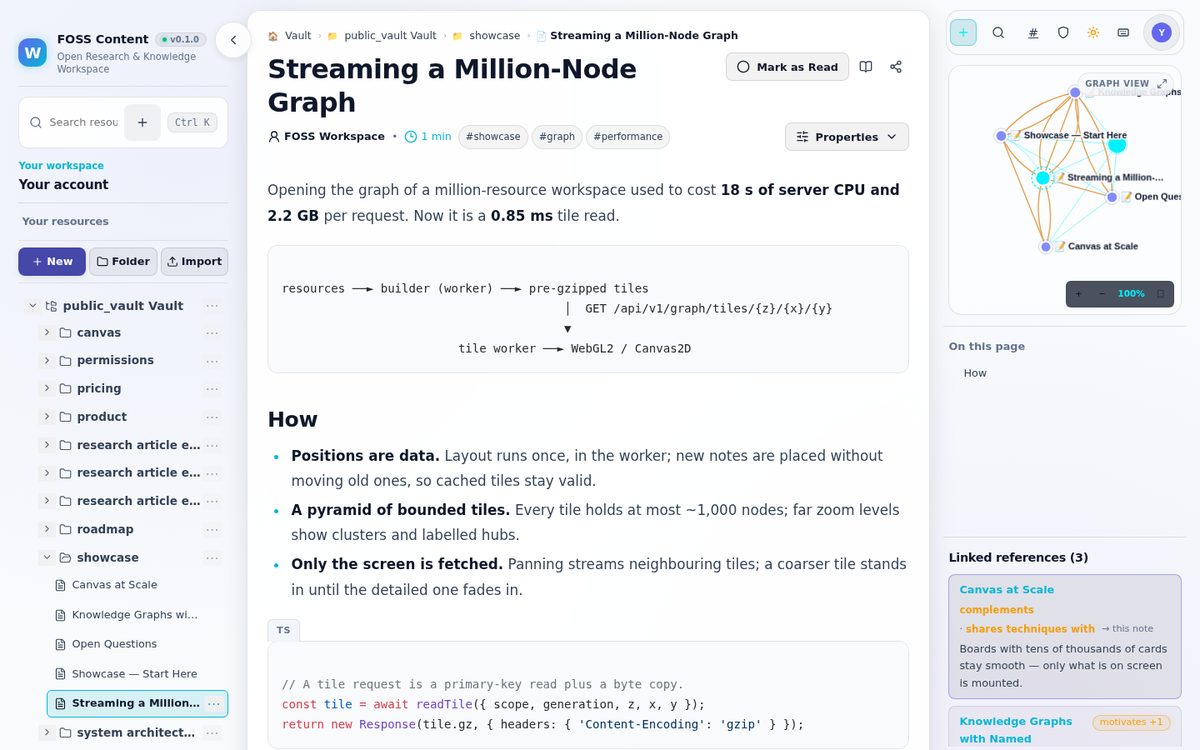 W
FOSS Content
v0.1.0
Open Research & Knowledge
Workspace
Search resou
+
Ctrl K
Your workspace
Your account
Your resources
+ New
Folder
Import
public_vault Vault
canvas
permissions
pricing
product
research article e...
research article e...
research article e...
roadmap
showcase
Canvas at Scale
Knowledge Graphs wi...
Open Questions
Showcase — Start Here
Streaming a Million...
system architect...
Vault › public_vault Vault › showcase › Streaming a Million-Node Graph
Streaming a Million-Node
Graph
Mark as Read
FOSS Workspace • 1 min #showcase #graph #performance
Properties
Opening the graph of a million-resource workspace used to cost 18 s of server CPU and
2.2 GB per request. Now it is a 0.85 ms tile read.
resources ──► builder (worker) ──► pre-gzipped tiles
│ GET /api/v1/graph/tiles/{z}/{x}/{y}
▼
tile worker ──► WebGL2 / Canvas2D
How
• Positions are data. Layout runs once, in the worker; new notes are placed without
moving old ones, so cached tiles stay valid.
• A pyramid of bounded tiles. Every tile holds at most ~1,000 nodes; far zoom levels
show clusters and labelled hubs.
• Only the screen is fetched. Panning streams neighbouring tiles; a coarser tile stands
in until the detailed one fades in.
TS
// A tile request is a primary-key read plus a byte copy.
const tile = await readTile({ scope, generation, z, x, y });
return new Response(tile.gz, { headers: { 'Content-Encoding': 'gzip' } });
+
#
Y
GRAPH VIEW
Knowledge Graphs
Showcase — Start Here
Streaming a Million-...
Open Ques
Canvas at Scale
+ − 100%
On this page
How
Linked references (3)
Canvas at Scale
complements
· shares techniques with → this note
Boards with tens of thousands of cards
stay smooth — only what is on screen
is mounted.
Knowledge Graphs
with Named
motivates +1